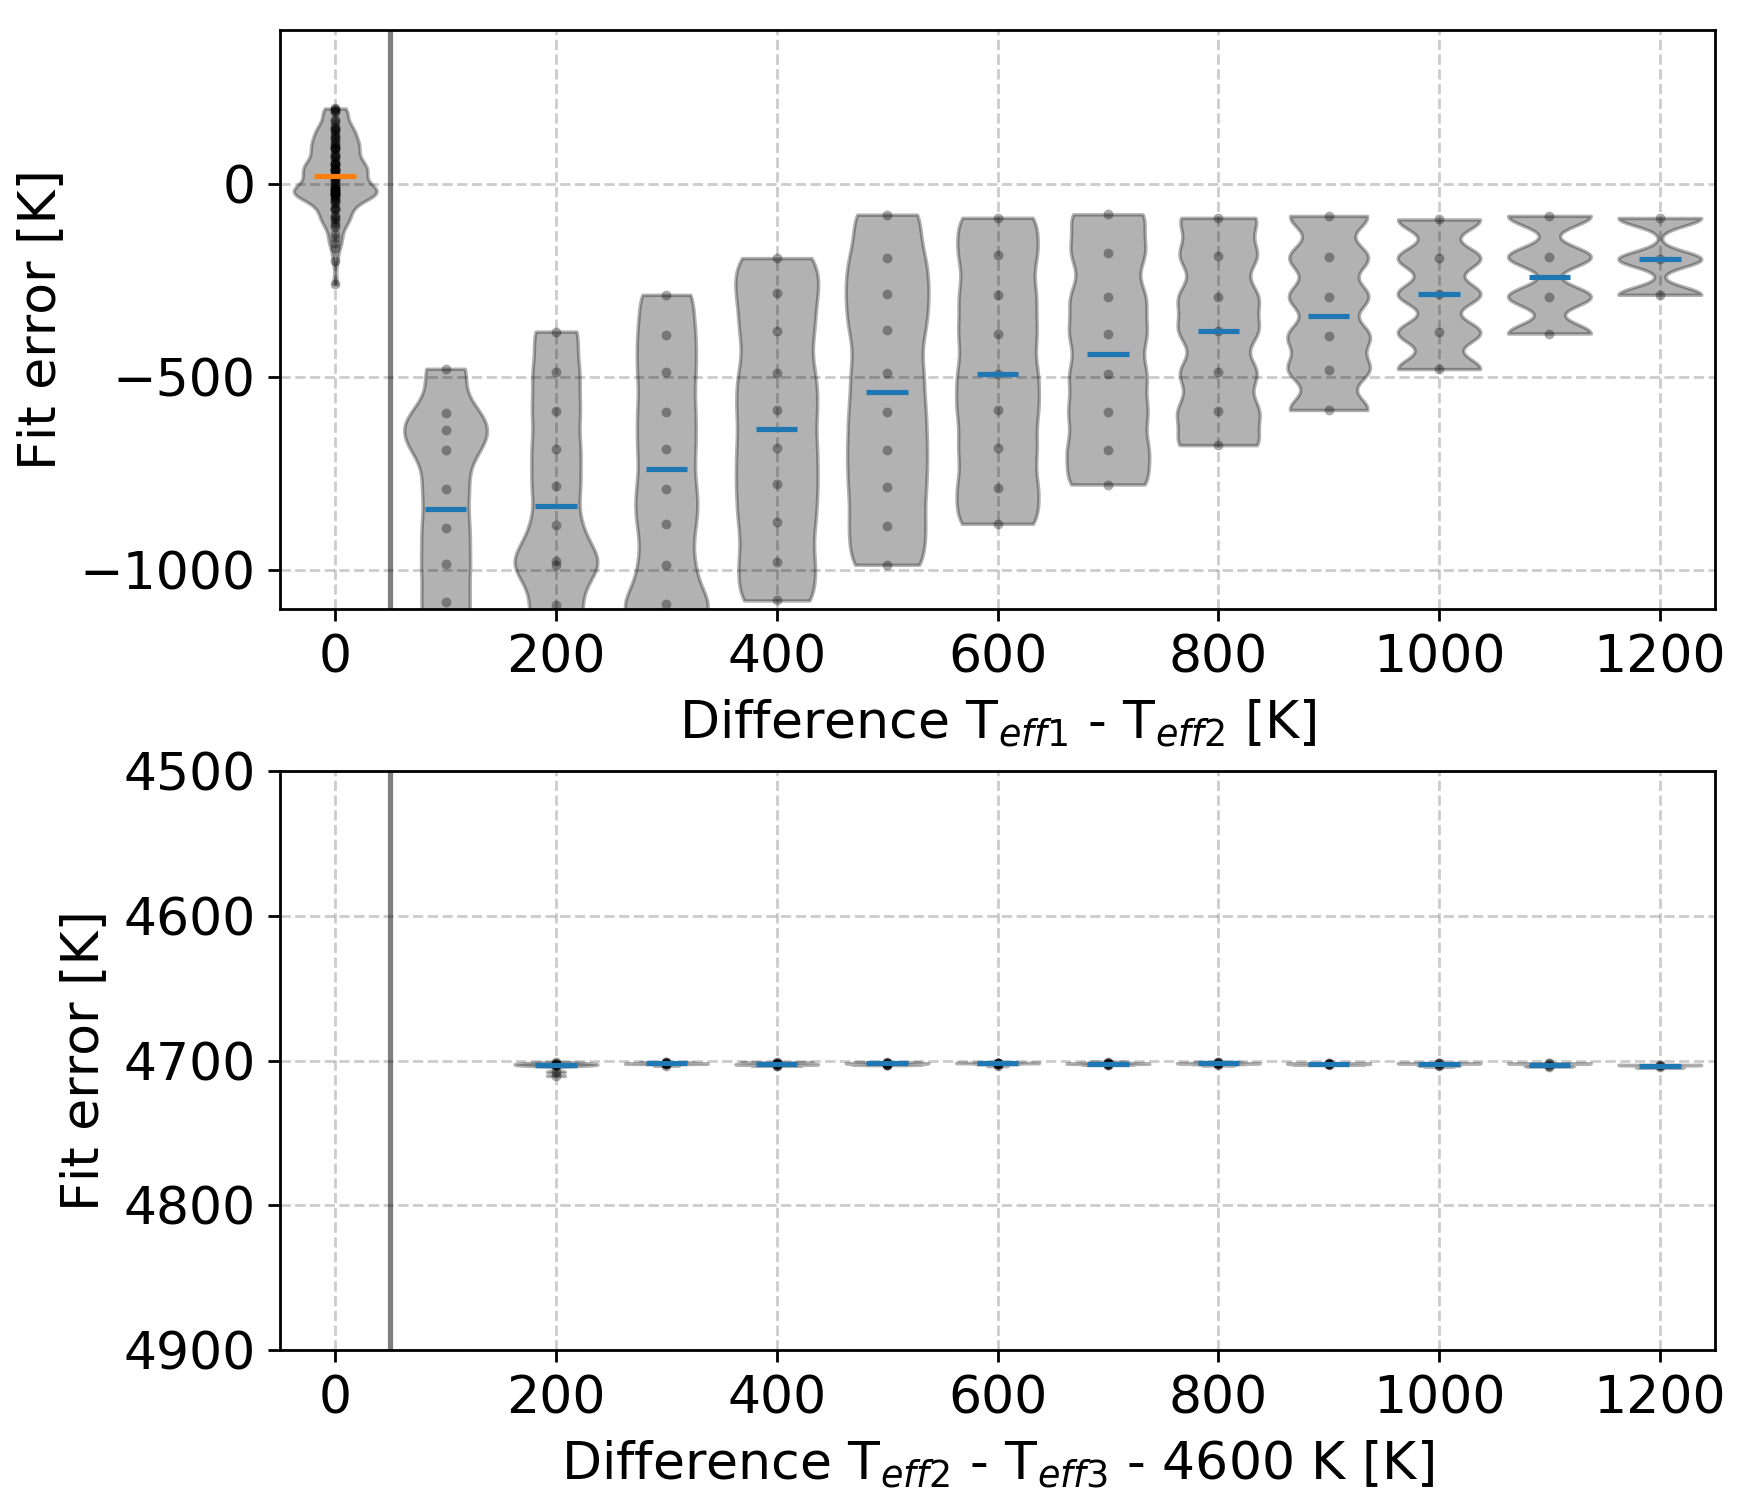 Fit error [K]
0
−500
−1000
0 200 400 600 800 1000 1200
Difference T_eff1 - T_eff2 [K]
Fit error [K]
4500
4600
4700
4800
4900
0 200 400 600 800 1000 1200
Difference T_eff2 - T_eff3 - 4600 K [K]